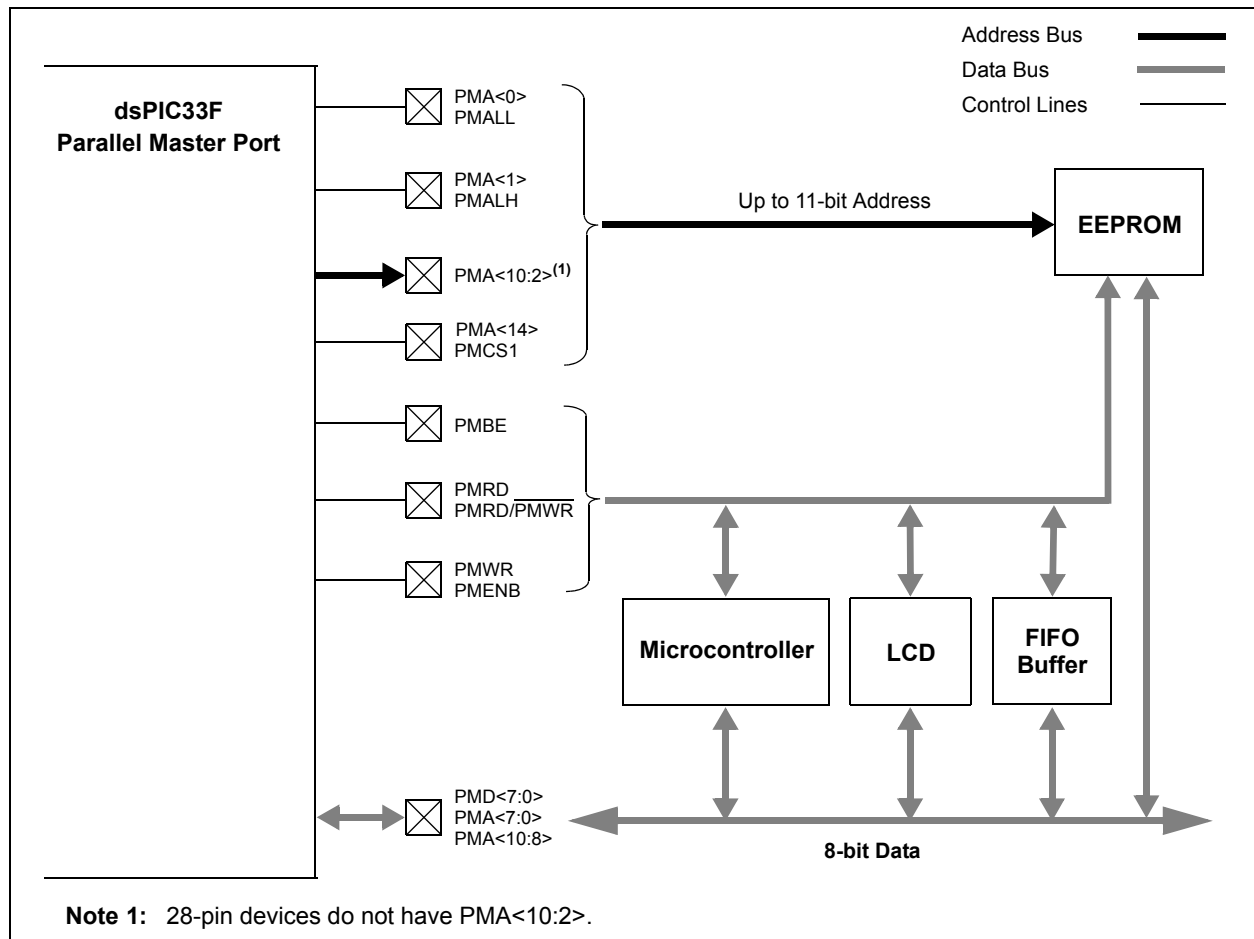 Address Bus
Data Bus
Control Lines
dsPIC33F
Parallel Master Port
PMA<0>
PMALL
PMA<1>
PMALH
PMA<10:2>(1)
PMA<14>
PMCS1
Up to 11-bit Address
EEPROM
PMBE
PMRD
PMRD/PMWR
PMWR
PMENB
Microcontroller
LCD
FIFO
Buffer
PMD<7:0>
PMA<7:0>
PMA<10:8>
8-bit Data
Note 1: 28-pin devices do not have PMA<10:2>.